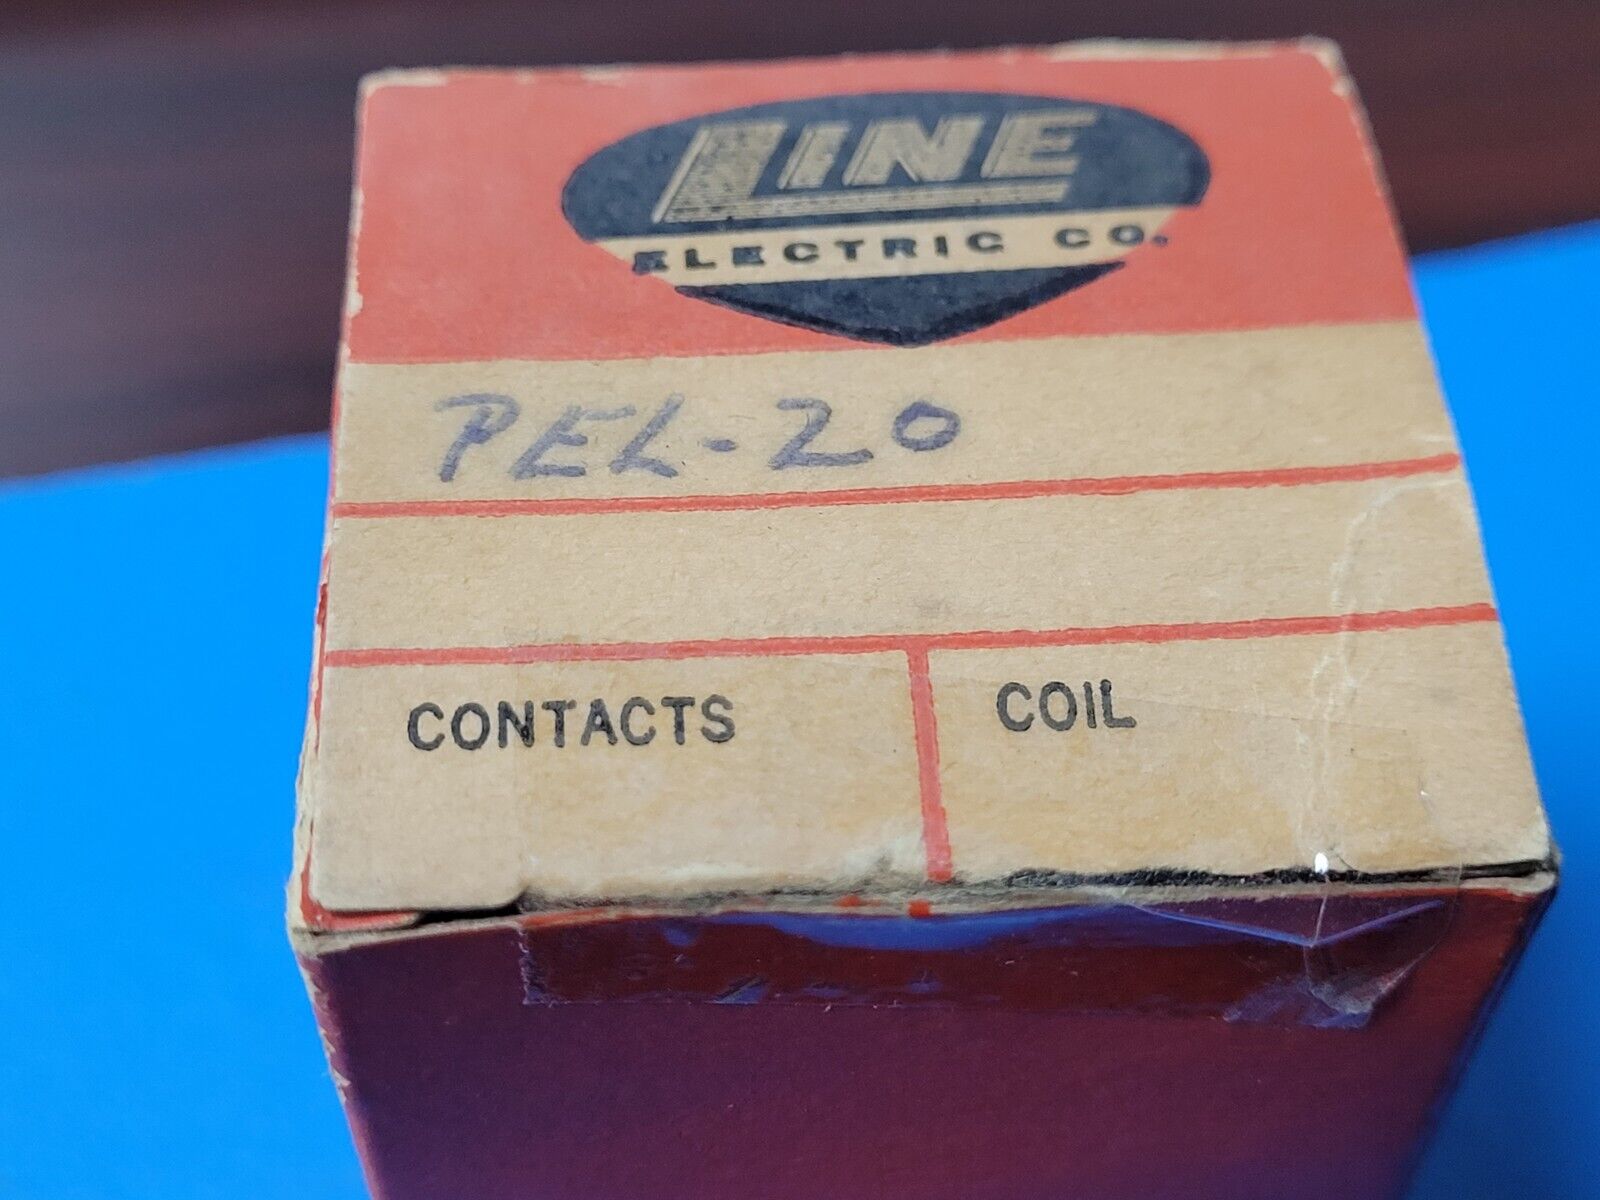 LINE
ELECTRIC CO.
PEL-20
CONTACTS
COIL